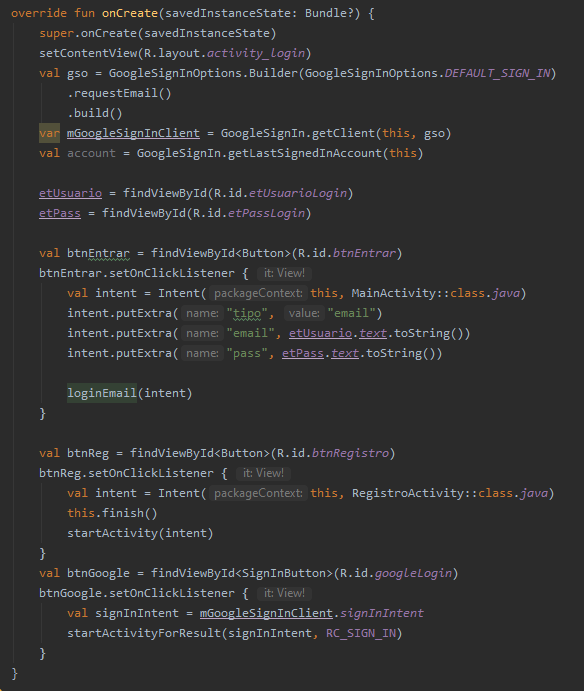 override fun onCreate(savedInstanceState: Bundle?) {
    super.onCreate(savedInstanceState)
    setContentView(R.layout.activity_login)
    val gso = GoogleSignInOptions.Builder(GoogleSignInOptions.DEFAULT_SIGN_IN)
        .requestEmail()
        .build()
    var mGoogleSignInClient = GoogleSignIn.getClient(this, gso)
    val account = GoogleSignIn.getLastSignedInAccount(this)

    etUsuario = findViewById(R.id.etUsuarioLogin)
    etPass = findViewById(R.id.etPassLogin)

    val btnEntrar = findViewById<Button>(R.id.btnEntrar)
    btnEntrar.setOnClickListener { it: View!
        val intent = Intent( packageContext: this, MainActivity::class.java)
        intent.putExtra( name: "tipo", value: "email")
        intent.putExtra( name: "email", etUsuario.text.toString())
        intent.putExtra( name: "pass", etPass.text.toString())

        loginEmail(intent)
    }

    val btnReg = findViewById<Button>(R.id.btnRegistro)
    btnReg.setOnClickListener { it: View!
        val intent = Intent( packageContext: this, RegistroActivity::class.java)
        this.finish()
        startActivity(intent)
    }
    val btnGoogle = findViewById<SignInButton>(R.id.googleLogin)
    btnGoogle.setOnClickListener { it: View!
        val signInIntent = mGoogleSignInClient.signInIntent
        startActivityForResult(signInIntent, RC_SIGN_IN)
    }
}